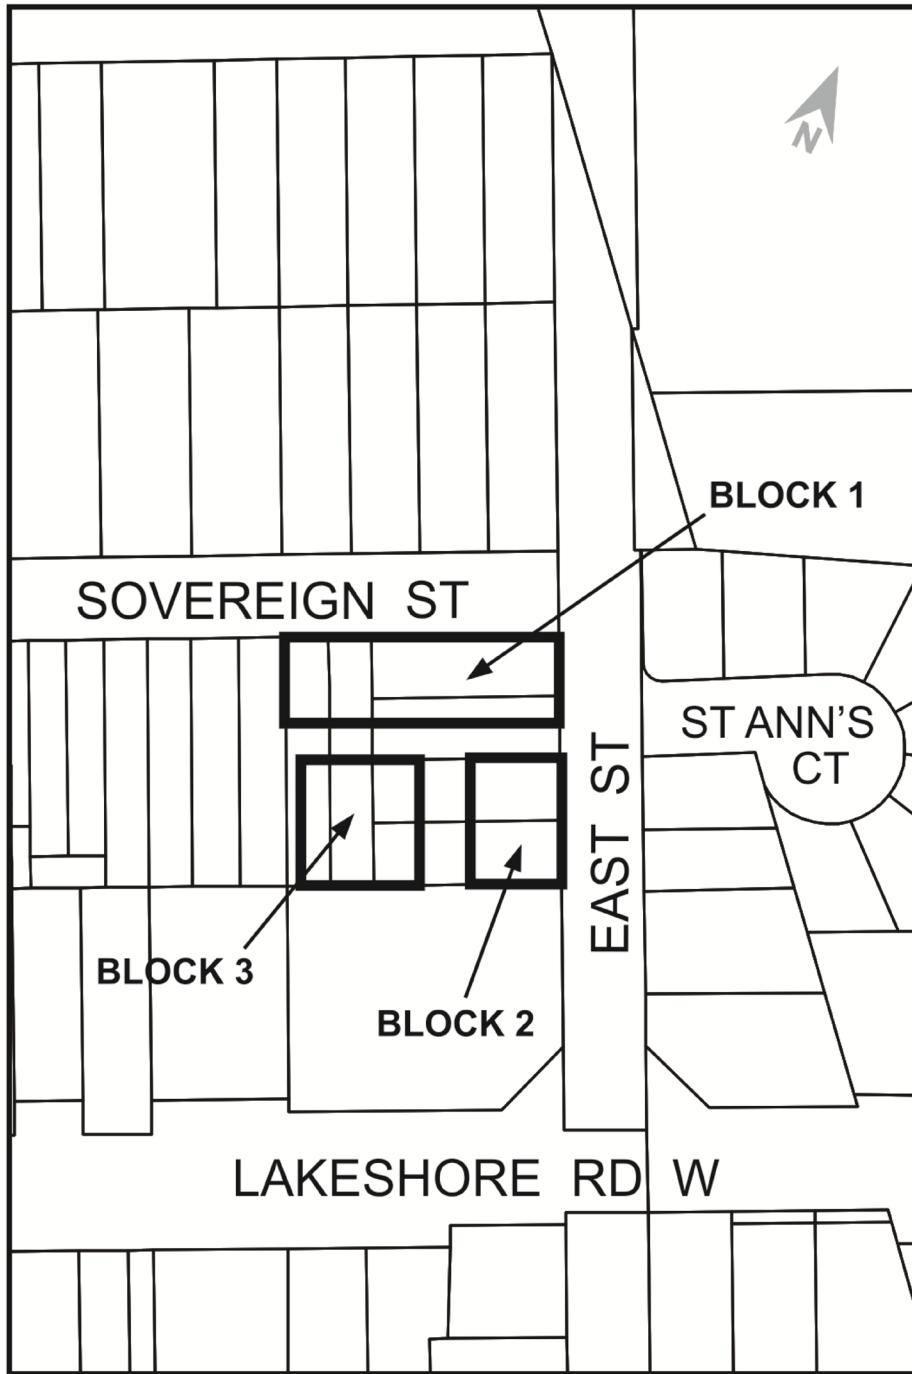 N
BLOCK 1
SOVEREIGN ST
ST ANN'S
CT
EAST ST
BLOCK 3
BLOCK 2
LAKESHORE RD W